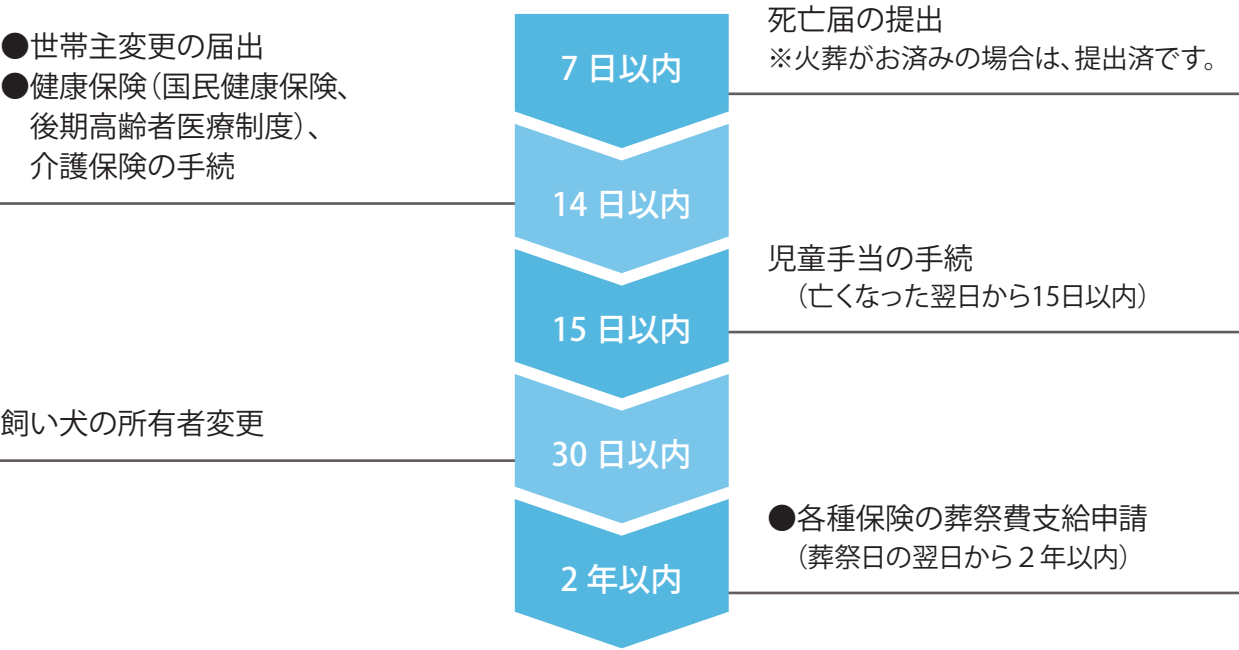 死亡届の提出
※火葬がお済みの場合は、提出済です。
7 日以内
●世帯主変更の届出
●健康保険（国民健康保険、
後期高齢者医療制度）、
介護保険の手続
14 日以内
児童手当の手続
（亡くなった翌日から15日以内）
15 日以内
飼い犬の所有者変更
30 日以内
●各種保険の葬祭費支給申請
（葬祭日の翌日から２年以内）
2 年以内